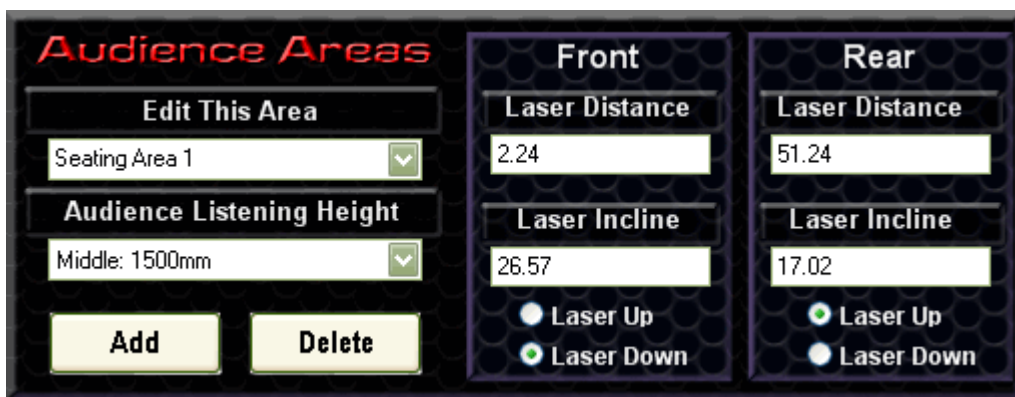 Audience Areas
Edit This Area
Seating Area 1
Audience Listening Height
Middle: 1500mm
Add
Delete
Front
Laser Distance
2.24
Laser Incline
26.57
Laser Up
Laser Down
Rear
Laser Distance
51.24
Laser Incline
17.02
Laser Up
Laser Down